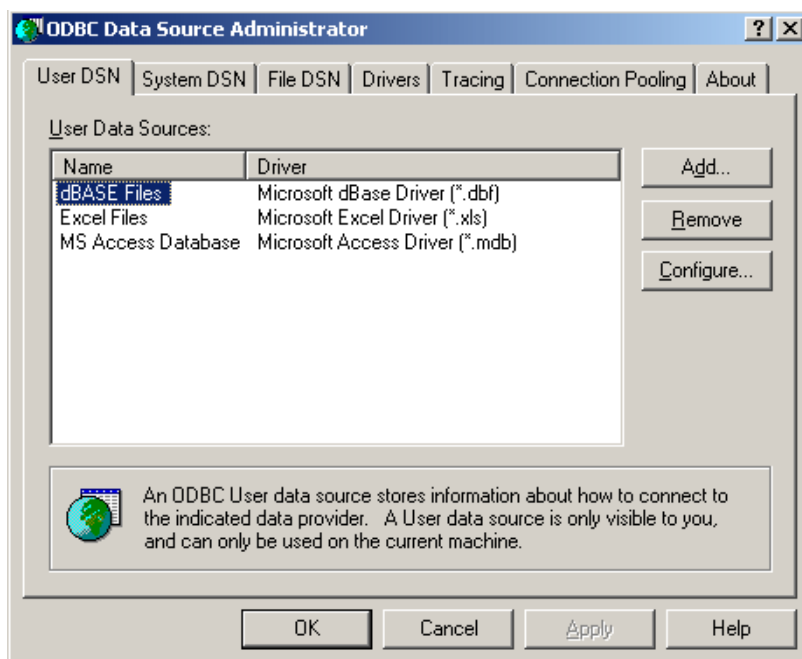 ODBC Data Source Administrator
? X
User DSN System DSN File DSN Drivers Tracing Connection Pooling About
User Data Sources:
Name Driver
dBASE Files Microsoft dBase Driver (*.dbf)
Excel Files Microsoft Excel Driver (*.xls)
MS Access Database Microsoft Access Driver (*.mdb)
Add...
Remove
Configure...
An ODBC User data source stores information about how to connect to
the indicated data provider. A User data source is only visible to you,
and can only be used on the current machine.
OK Cancel Apply Help